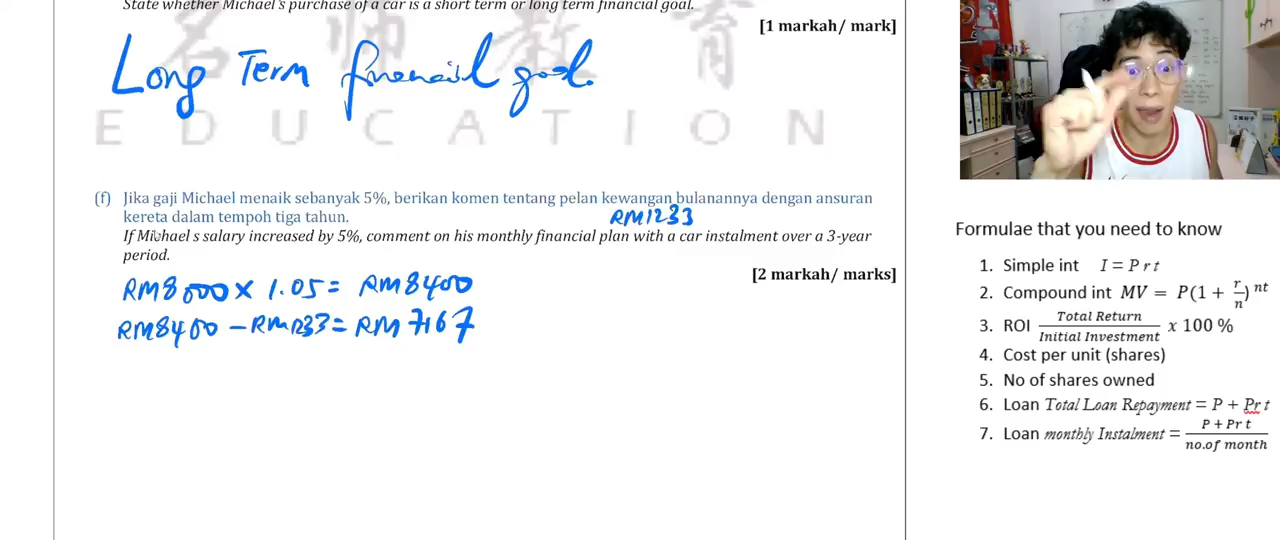 State whether Michael's purchase of a car is a short term or long term financial goal.
[1 markah/ mark]
名师教育
Long Term financial goal.
EDUCATION
(f) Jika gaji Michael menaik sebanyak 5%, berikan komen tentang pelan kewangan bulanannya dengan ansuran
kereta dalam tempoh tiga tahun.
RM1233
If Michael s salary increased by 5%, comment on his monthly financial plan with a car instalment over a 3-year
period.
[2 markah/ marks]
RM8000 × 1.05 = RM8400
RM8400 - RM1233 = RM7167
Formulae that you need to know
1. Simple int I = P r t
2. Compound int MV = P(1 + r/n) nt
3. ROI Total Return/Initial Investment x 100 %
4. Cost per unit (shares)
5. No of shares owned
6. Loan Total Loan Repayment = P + Pr t
7. Loan monthly Instalment = P + Pr t/no.of month